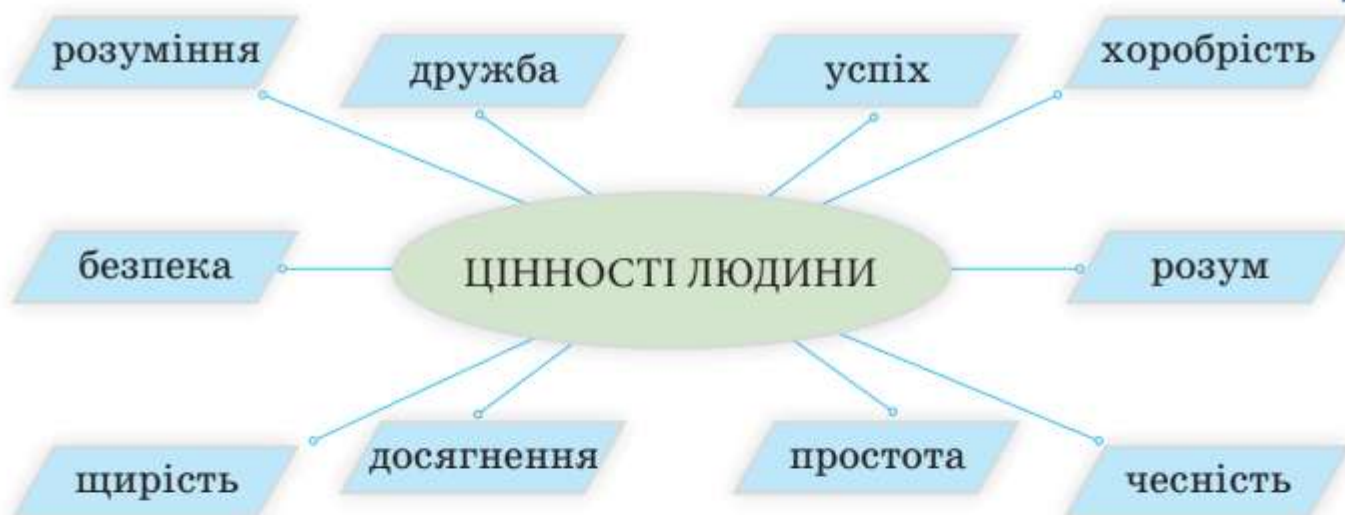 розуміння
дружба
успіх
хоробрість
безпека
ЦІННОСТІ ЛЮДИНИ
розум
щирість
досягнення
простота
чесність